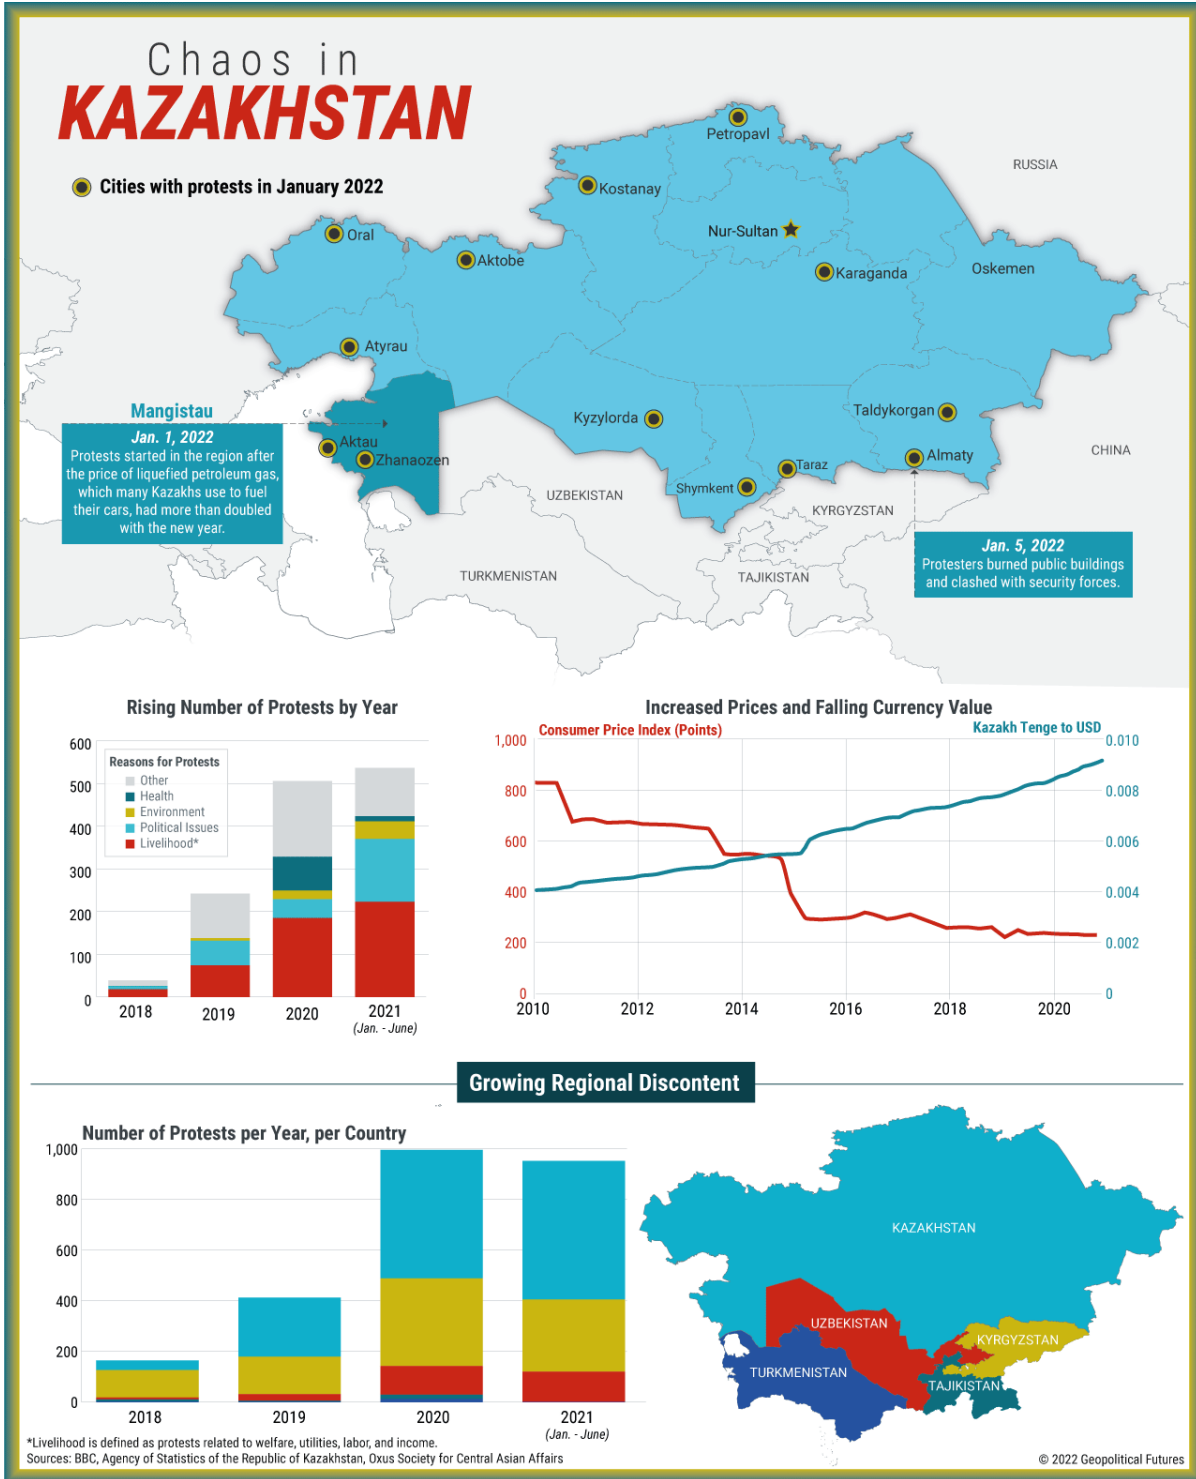 Chaos in
KAZAKHSTAN
Cities with protests in January 2022
Petropavl
RUSSIA
Kostanay
Oral
Nur-Sultan
Aktobe
Karaganda
Oskemen
Atyrau
Mangistau
Jan. 1, 2022
Protests started in the region after
the price of liquefied petroleum gas,
which many Kazakhs use to fuel
their cars, had more than doubled
with the new year.
Aktau
Zhanaozen
Kyzylorda
Taldykorgan
Almaty
CHINA
Taraz
Shymkent
UZBEKISTAN
KYRGYZSTAN
TURKMENISTAN
TAJIKISTAN
Jan. 5, 2022
Protesters burned public buildings
and clashed with security forces.
Rising Number of Protests by Year
600
500
400
300
200
100
0
Reasons for Protests
Other
Health
Environment
Political Issues
Livelihood*
2018
2019
2020
2021
(Jan. - June)
Increased Prices and Falling Currency Value
Consumer Price Index (Points)
Kazakh Tenge to USD
1,000
800
600
400
200
0
0.010
0.008
0.006
0.004
0.002
0
2010
2012
2014
2016
2018
2020
Growing Regional Discontent
Number of Protests per Year, per Country
1,000
800
600
400
200
0
2018
2019
2020
2021
(Jan. - June)
KAZAKHSTAN
UZBEKISTAN
KYRGYZSTAN
TURKMENISTAN
TAJIKISTAN
*Livelihood is defined as protests related to welfare, utilities, labor, and income.
Sources: BBC, Agency of Statistics of the Republic of Kazakhstan, Oxus Society for Central Asian Affairs
© 2022 Geopolitical Futures